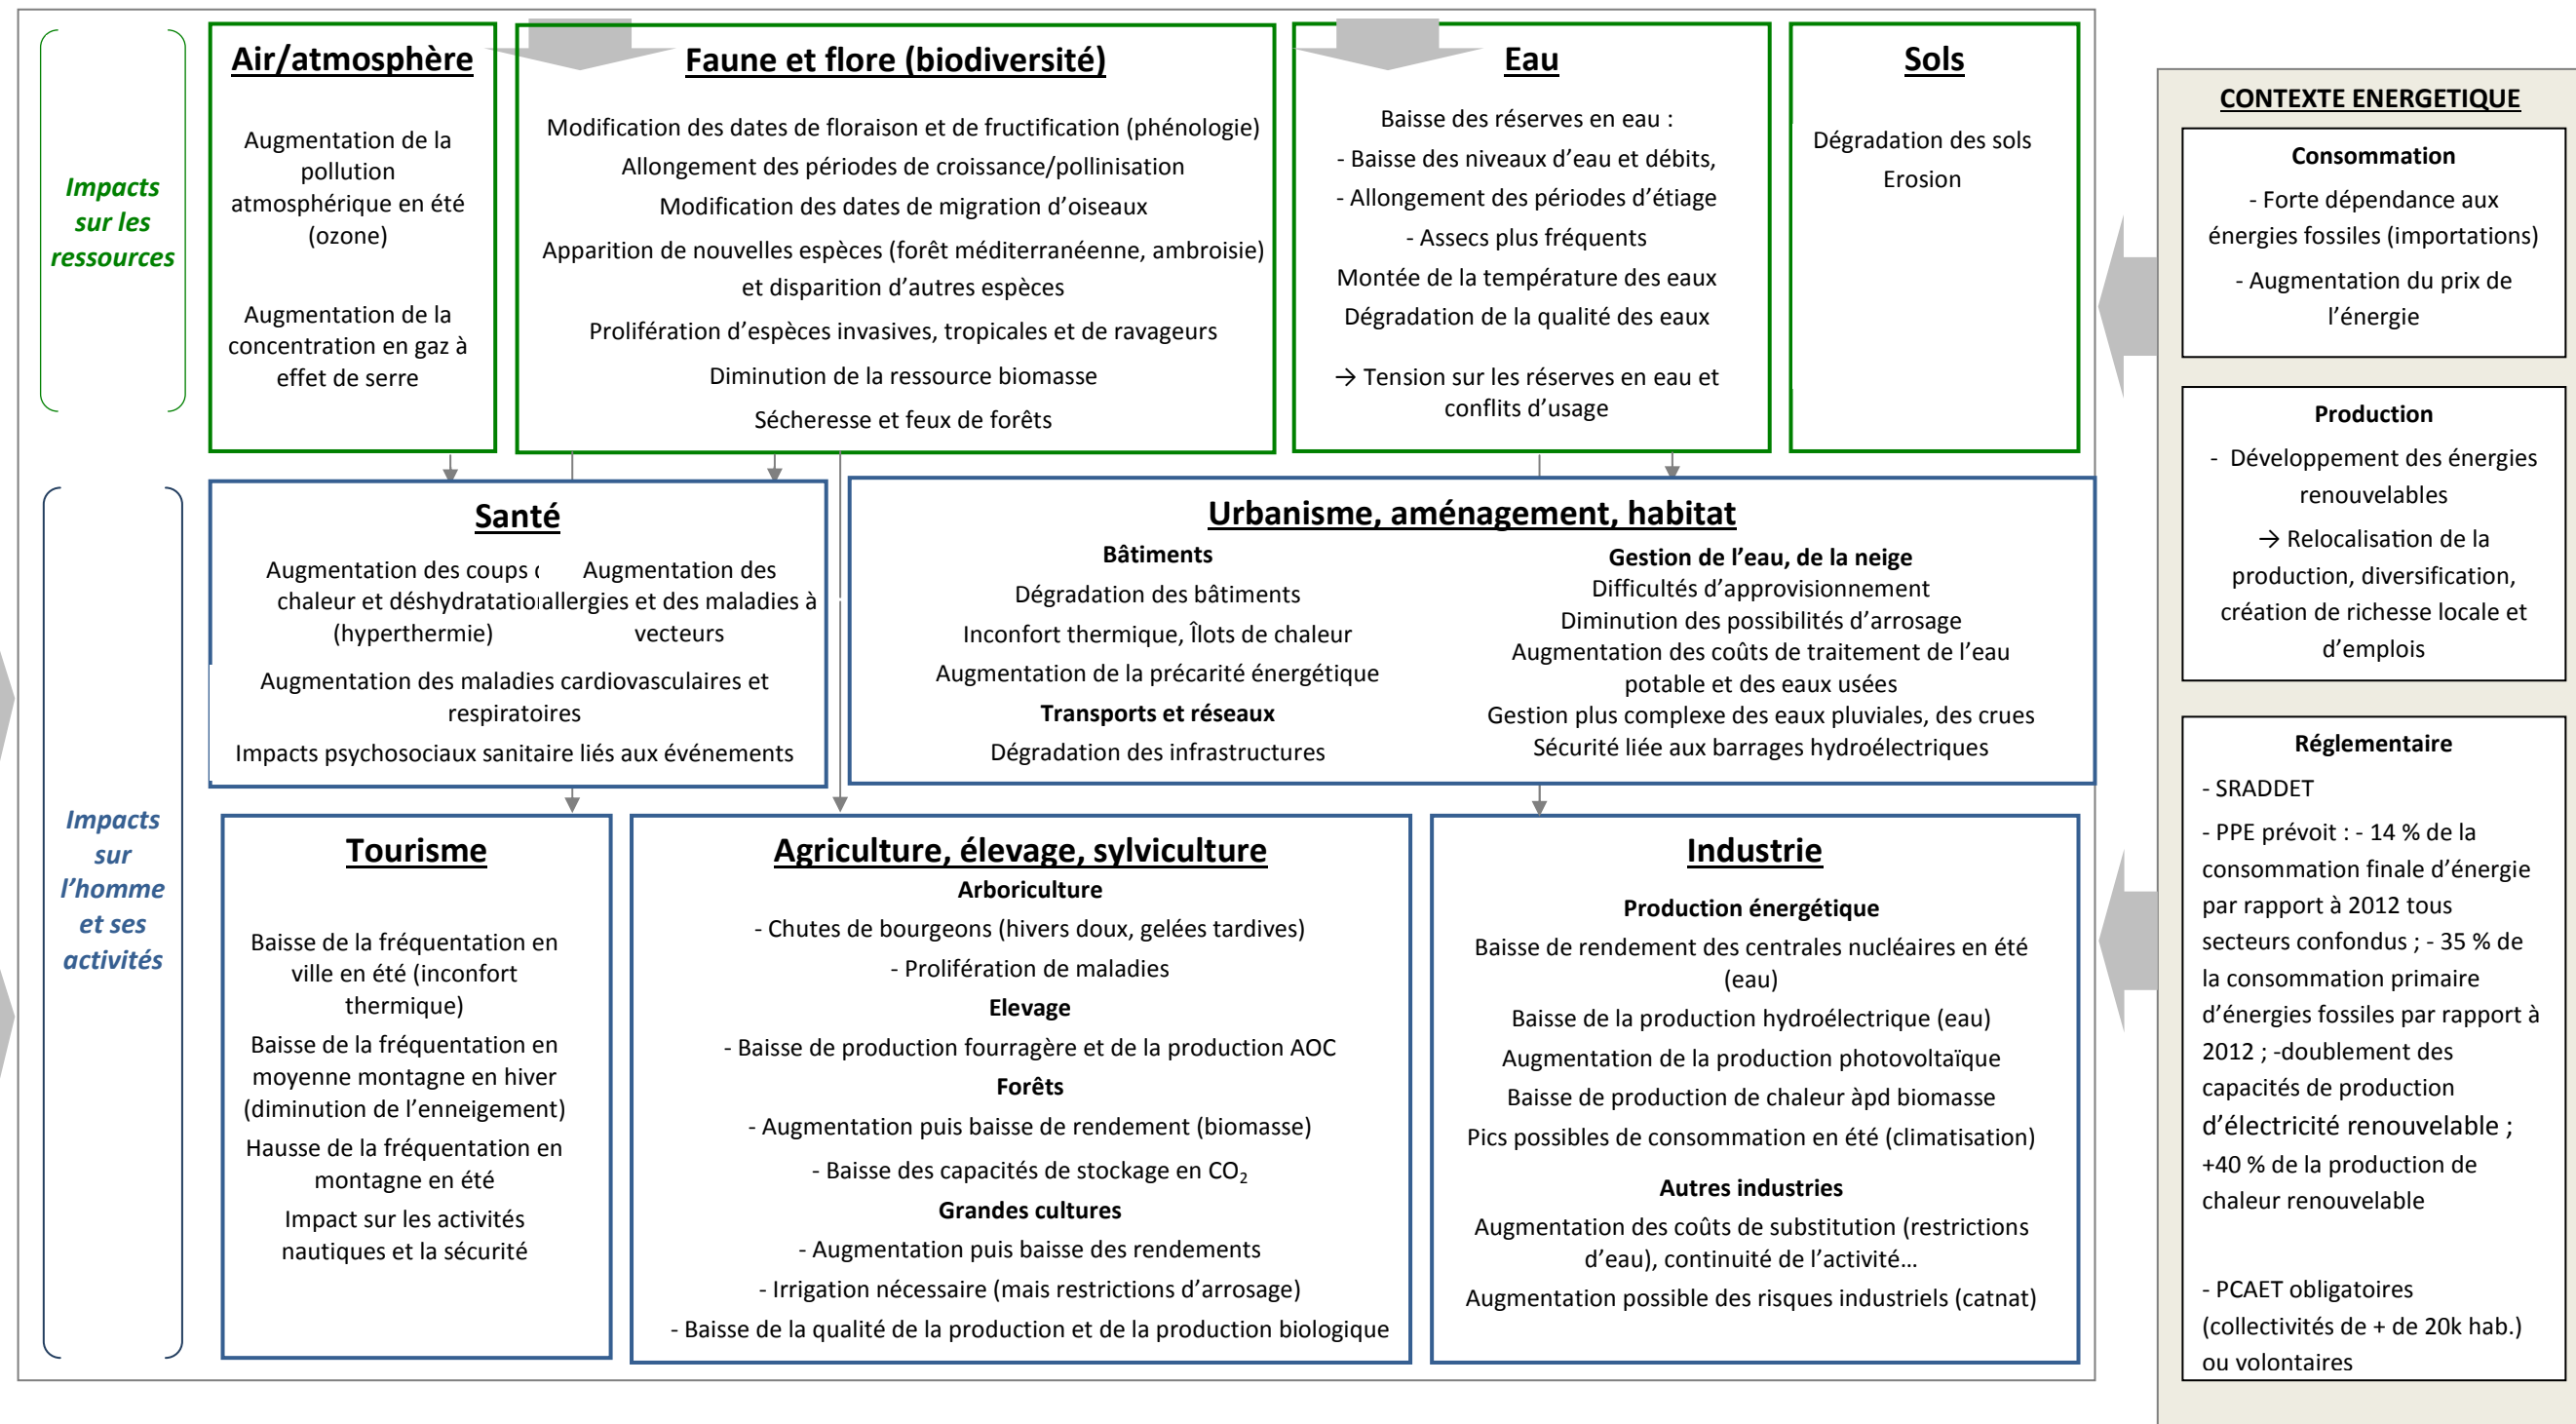 Impacts
sur les
ressources
Air/atmosphère
Augmentation de la
pollution
atmosphérique en été
(ozone)
Augmentation de la
concentration en gaz à
effet de serre
Faune et flore (biodiversité)
Modification des dates de floraison et de fructification (phénologie)
Allongement des périodes de croissance/pollinisation
Modification des dates de migration d’oiseaux
Apparition de nouvelles espèces (forêt méditerranéenne, ambroisie)
et disparition d’autres espèces
Prolifération d’espèces invasives, tropicales et de ravageurs
Diminution de la ressource biomasse
Sécheresse et feux de forêts
Eau
Baisse des réserves en eau :
- Baisse des niveaux d’eau et débits,
- Allongement des périodes d’étiage
- Assecs plus fréquents
Montée de la température des eaux
Dégradation de la qualité des eaux
→ Tension sur les réserves en eau et
conflits d’usage
Sols
Dégradation des sols
Erosion
Impacts
sur
l’homme
et ses
activités
Santé
Augmentation des coups
chaleur et déshydratatio
(hyperthermie)
Augmentation des
allergies et des maladies à
vecteurs
Augmentation des maladies cardiovasculaires et
respiratoires
Impacts psychosociaux sanitaire liés aux événements
Urbanisme, aménagement, habitat
Bâtiments
Dégradation des bâtiments
Inconfort thermique, Îlots de chaleur
Augmentation de la précarité énergétique
Transports et réseaux
Dégradation des infrastructures
Gestion de l’eau, de la neige
Difficultés d’approvisionnement
Diminution des possibilités d’arrosage
Augmentation des coûts de traitement de l’eau
potable et des eaux usées
Gestion plus complexe des eaux pluviales, des crues
Sécurité liée aux barrages hydroélectriques
Tourisme
Baisse de la fréquentation en
ville en été (inconfort
thermique)
Baisse de la fréquentation en
moyenne montagne en hiver
(diminution de l’enneigement)
Hausse de la fréquentation en
montagne en été
Impact sur les activités
nautiques et la sécurité
Agriculture, élevage, sylviculture
Arboriculture
- Chutes de bourgeons (hivers doux, gelées tardives)
- Prolifération de maladies
Elevage
- Baisse de production fourragère et de la production AOC
Forêts
- Augmentation puis baisse de rendement (biomasse)
- Baisse des capacités de stockage en CO₂
Grandes cultures
- Augmentation puis baisse des rendements
- Irrigation nécessaire (mais restrictions d’arrosage)
- Baisse de la qualité de la production et de la production biologique
Industrie
Production énergétique
Baisse de rendement des centrales nucléaires en été
(eau)
Baisse de la production hydroélectrique (eau)
Augmentation de la production photovoltaïque
Baisse de production de chaleur àpd biomasse
Pics possibles de consommation en été (climatisation)
Autres industries
Augmentation des coûts de substitution (restrictions
d’eau), continuité de l’activité…
Augmentation possible des risques industriels (catnat)
CONTEXTE ENERGETIQUE
Consommation
- Forte dépendance aux
énergies fossiles (importations)
- Augmentation du prix de
l’énergie
Production
- Développement des énergies
renouvelables
→ Relocalisation de la
production, diversification,
création de richesse locale et
d’emplois
Réglementaire
- SRADDET
- PPE prévoit : - 14 % de la
consommation finale d’énergie
par rapport à 2012 tous
secteurs confondus ; - 35 % de
la consommation primaire
d’énergies fossiles par rapport à
2012 ; -doublement des
capacités de production
d’électricité renouvelable ;
+40 % de la production de
chaleur renouvelable
- PCAET obligatoires
(collectivités de + de 20k hab.)
ou volontaires